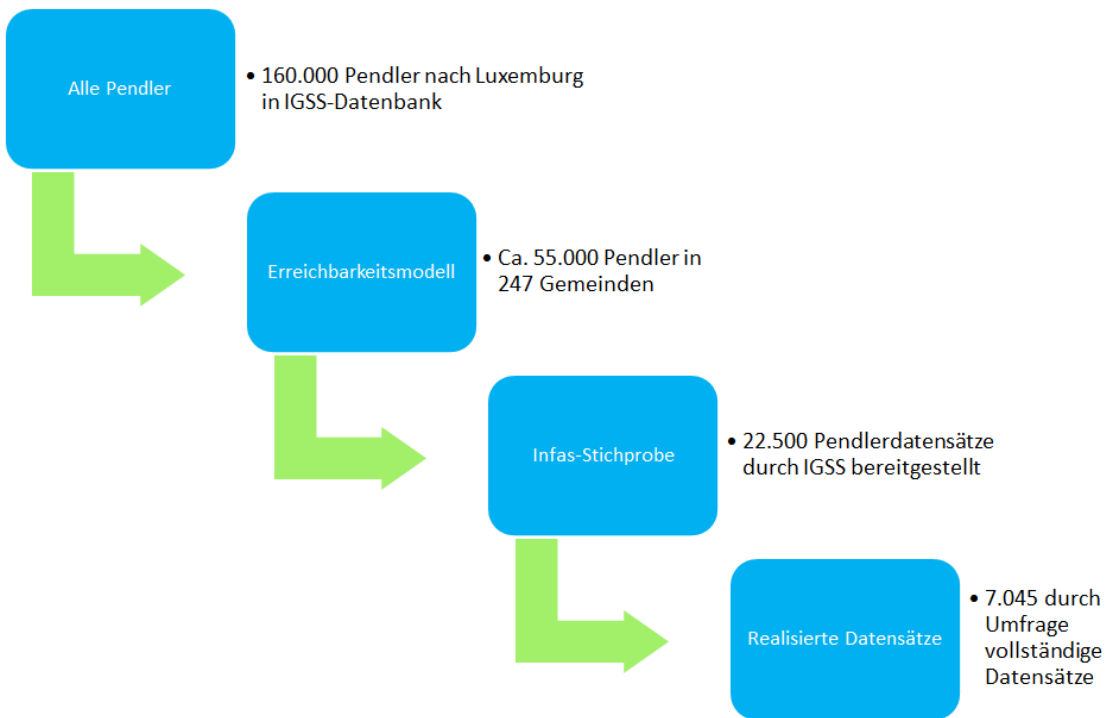 Alle Pendler
• 160.000 Pendler nach Luxemburg
in IGSS-Datenbank
Erreichbarkeitsmodell
• Ca. 55.000 Pendler in
247 Gemeinden
Infas-Stichprobe
• 22.500 Pendlerdatensätze
durch IGSS bereitgestellt
Realisierte Datensätze
• 7.045 durch
Umfrage
vollständige
Datensätze